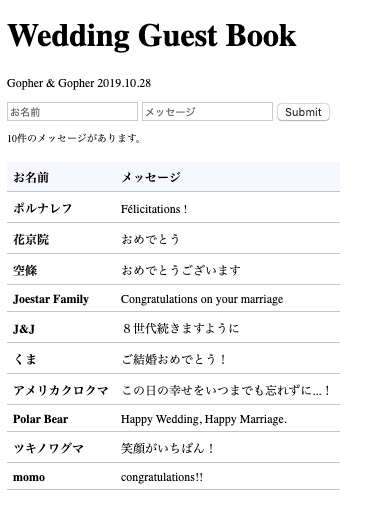 Wedding Guest Book
Gopher & Gopher 2019.10.28
お名前 メッセージ Submit
10件のメッセージがあります。
お名前 メッセージ
ポルナレフ Félicitations !
花京院 おめでとう
空條 おめでとうございます
Joestar Family Congratulations on your marriage
J&J ８世代続きますように
くま ご結婚おめでとう！
アメリカクロクマ この日の幸せをいつまでも忘れずに...！
Polar Bear Happy Wedding, Happy Marriage.
ツキノワグマ 笑顔がいちばん！
momo congratulations!!